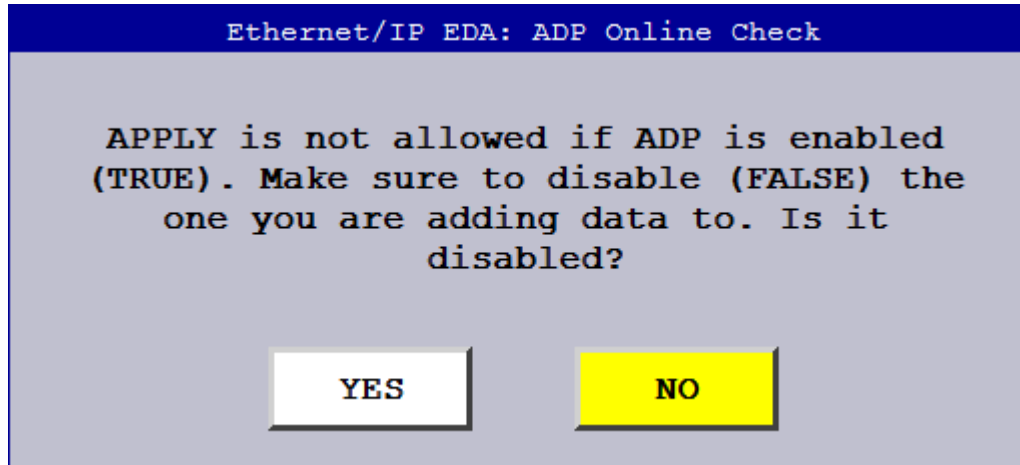 Ethernet/IP EDA: ADP Online Check
APPLY is not allowed if ADP is enabled
(TRUE). Make sure to disable (FALSE) the
one you are adding data to. Is it
disabled?
YES
NO